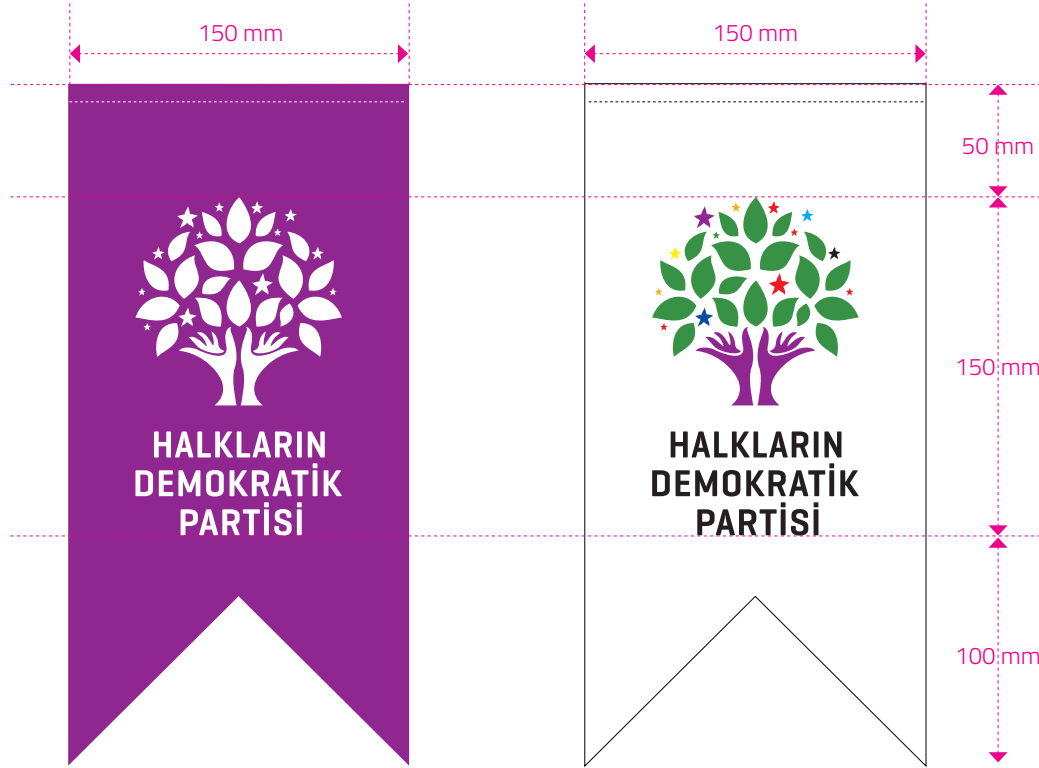 150 mm
150 mm
50 mm
150 mm
100 mm
HALKLARIN
DEMOKRATİK
PARTİSİ
HALKLARIN
DEMOKRATİK
PARTİSİ